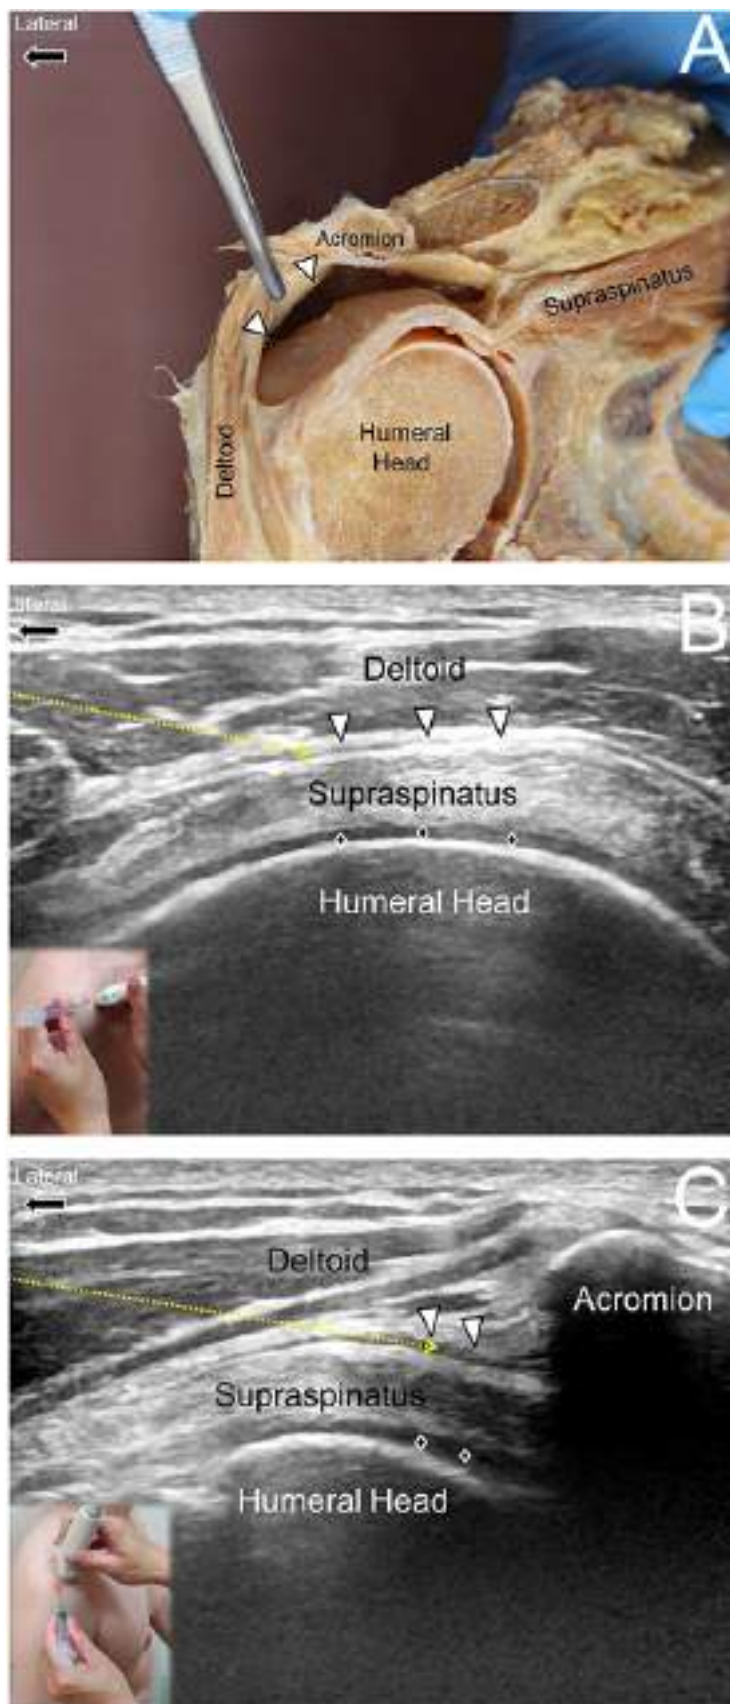 Lateral
A
Acromion
Supraspinatus
Humeral
Head
Deltoid
B
Deltoid
Supraspinatus
Humeral Head
Lateral
C
Deltoid
Acromion
Supraspinatus
Humeral Head